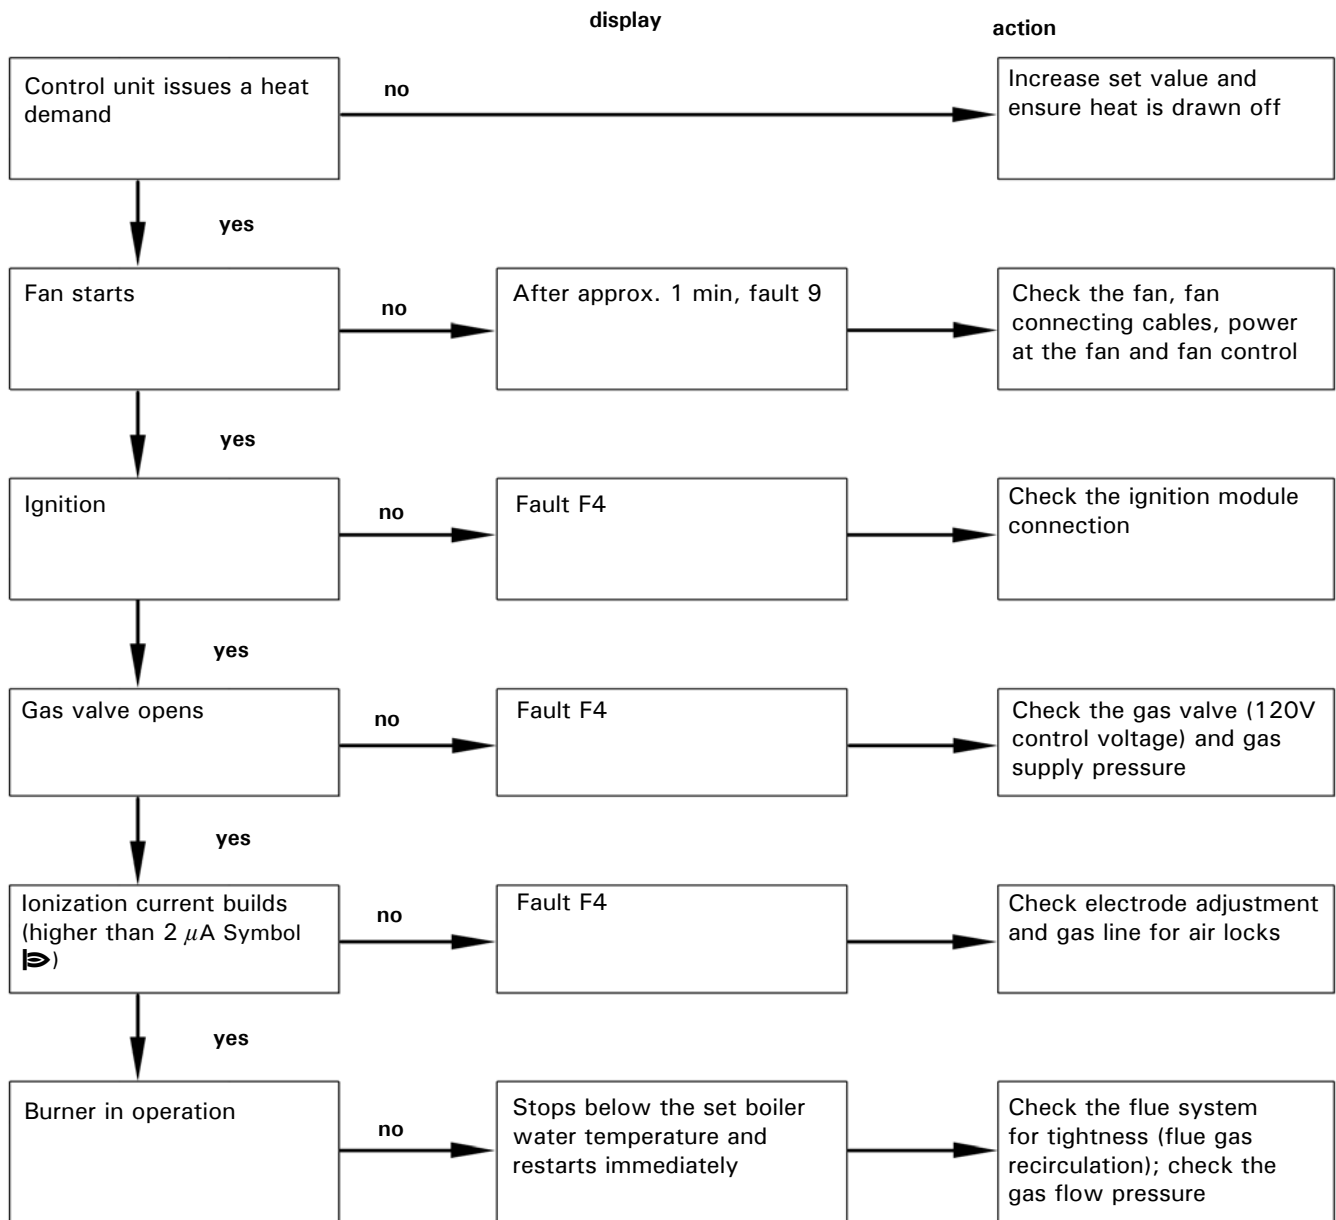 display
action
Control unit issues a heat
demand
no
Increase set value and
ensure heat is drawn off
yes
Fan starts
no
After approx. 1 min, fault 9
Check the fan, fan
connecting cables, power
at the fan and fan control
yes
Ignition
no
Fault F4
Check the ignition module
connection
yes
Gas valve opens
no
Fault F4
Check the gas valve (120V
control voltage) and gas
supply pressure
yes
Ionization current builds
(higher than 2 μA Symbol
)
no
Fault F4
Check electrode adjustment
and gas line for air locks
yes
Burner in operation
no
Stops below the set boiler
water temperature and
restarts immediately
Check the flue system
for tightness (flue gas
recirculation); check the
gas flow pressure